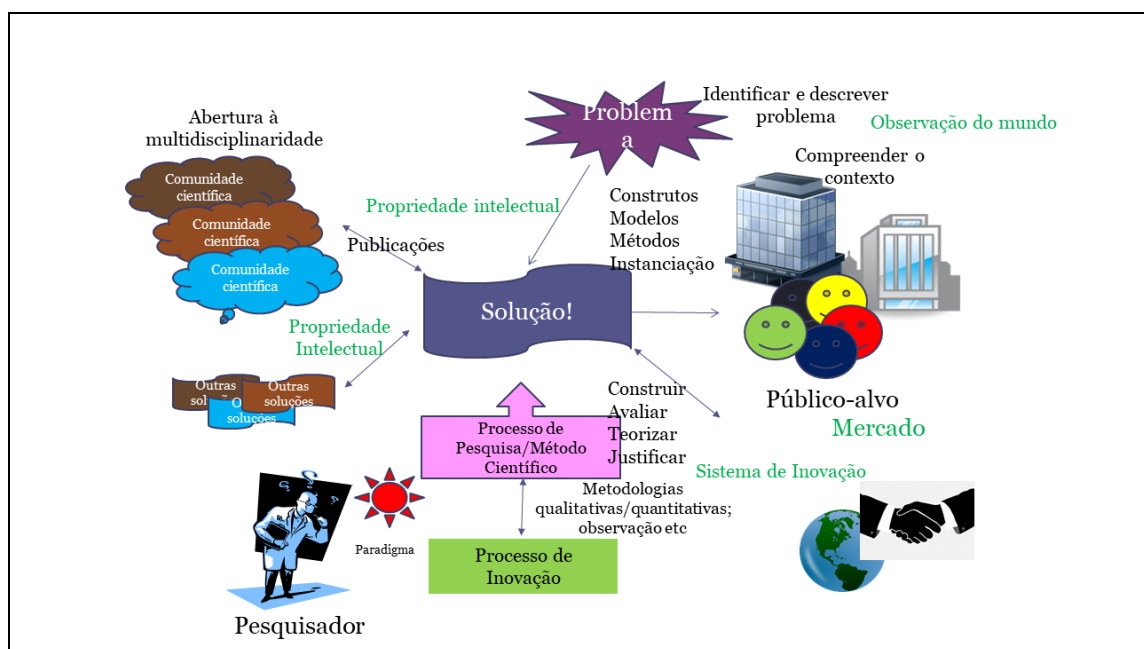 Problem
a
Identificar e descrever
problema
Observação do mundo
Abertura à
multidisciplinaridade
Compreender o
contexto
Comunidade
científica
Comunidade
científica
Comunidade
científica
Propriedade intelectual
Publicações
Construtos
Modelos
Métodos
Instanciação
Solução!
Propriedade
Intelectual
Outras
soluções
Outras
soluções
soluções
Construir
Avaliar
Teorizar
Justificar
Público-alvo
Mercado
Processo de
Pesquisa/Método
Científico
Sistema de Inovação
Metodologias
qualitativas/quantitativas;
observação etc
Paradigma
Processo de
Inovação
Pesquisador